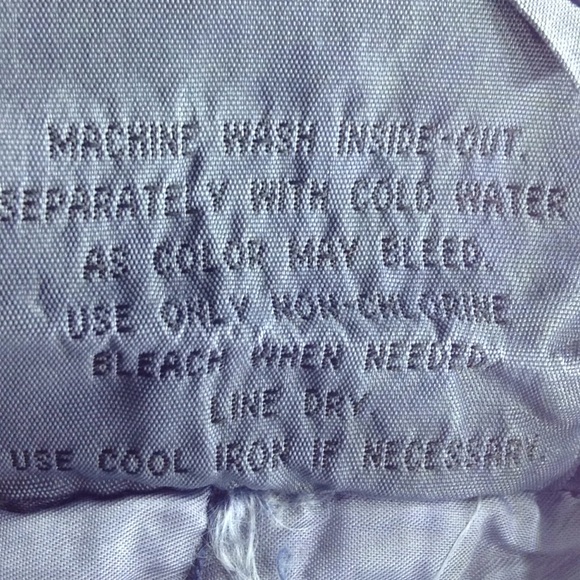 MACHINE WASH INSIDE-OUT.
SEPARATELY WITH COLD WATER
AS COLOR MAY BLEED.
USE ONLY NON-CHLORINE
BLEACH WHEN NEEDED.
LINE DRY.
USE COOL IRON IF NECESSARY.